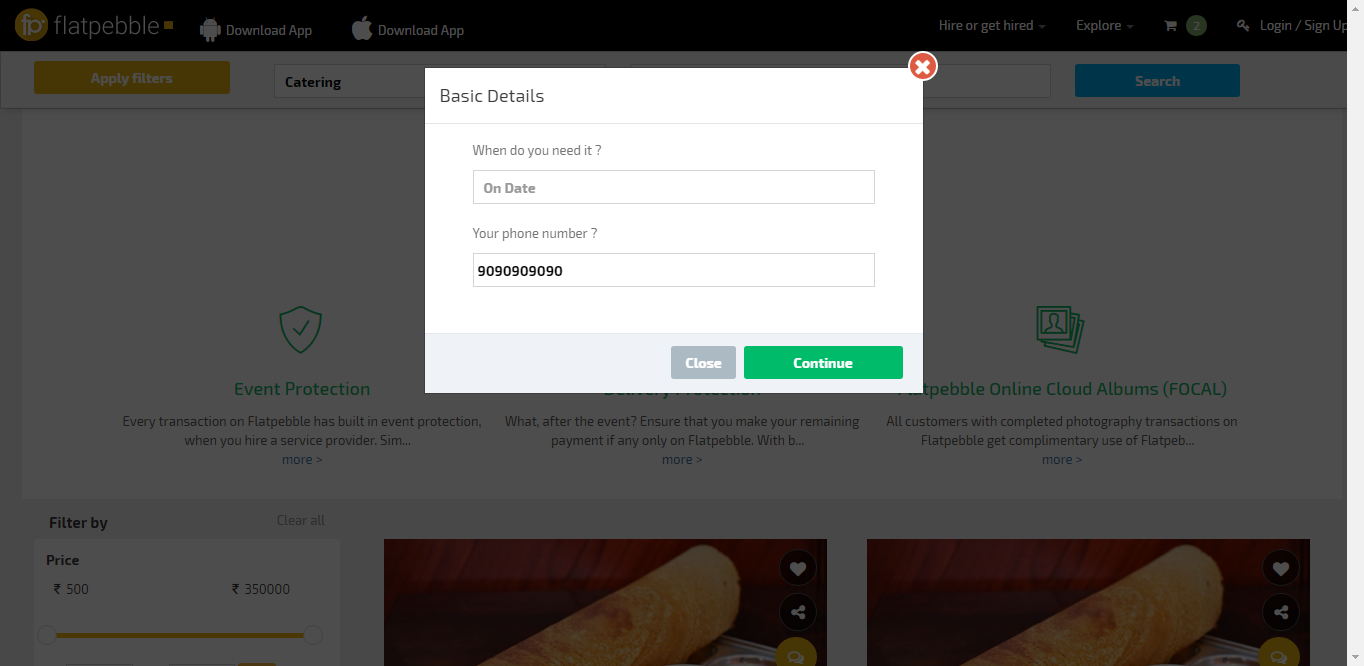 fp flatpebble
Download App
Download App
Hire or get hired
Explore
2
Login / Sign Up
Apply filters
Catering
Search
Basic Details
When do you need it ?
On Date
Your phone number ?
9090909090
Close
Continue
Event Protection
Every transaction on Flatpebble has built in event protection,
when you hire a service provider. Sim...
more >
Delivery Protection
What, after the event? Ensure that you make your remaining
payment if any only on Flatpebble. With b...
more >
Flatpebble Online Cloud Albums (FOCAL)
All customers with completed photography transactions on
Flatpebble get complimentary use of Flatpeb...
more >
Filter by
Clear all
Price
₹ 500
₹ 350000